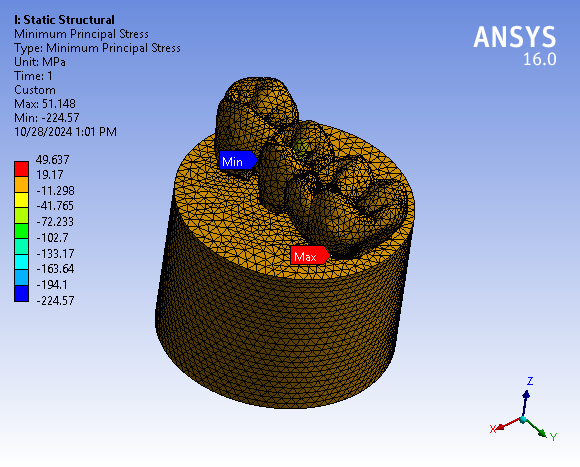 I: Static Structural
Minimum Principal Stress
Type: Minimum Principal Stress
Unit: MPa
Time: 1
Custom
Max: 51.148
Min: -224.57
10/28/2024 1:01 PM
49.637
19.17
-11.298
-41.765
-72.233
-102.7
-133.17
-163.64
-194.1
-224.57
ANSYS
16.0
Min
Max
Z
X
Y